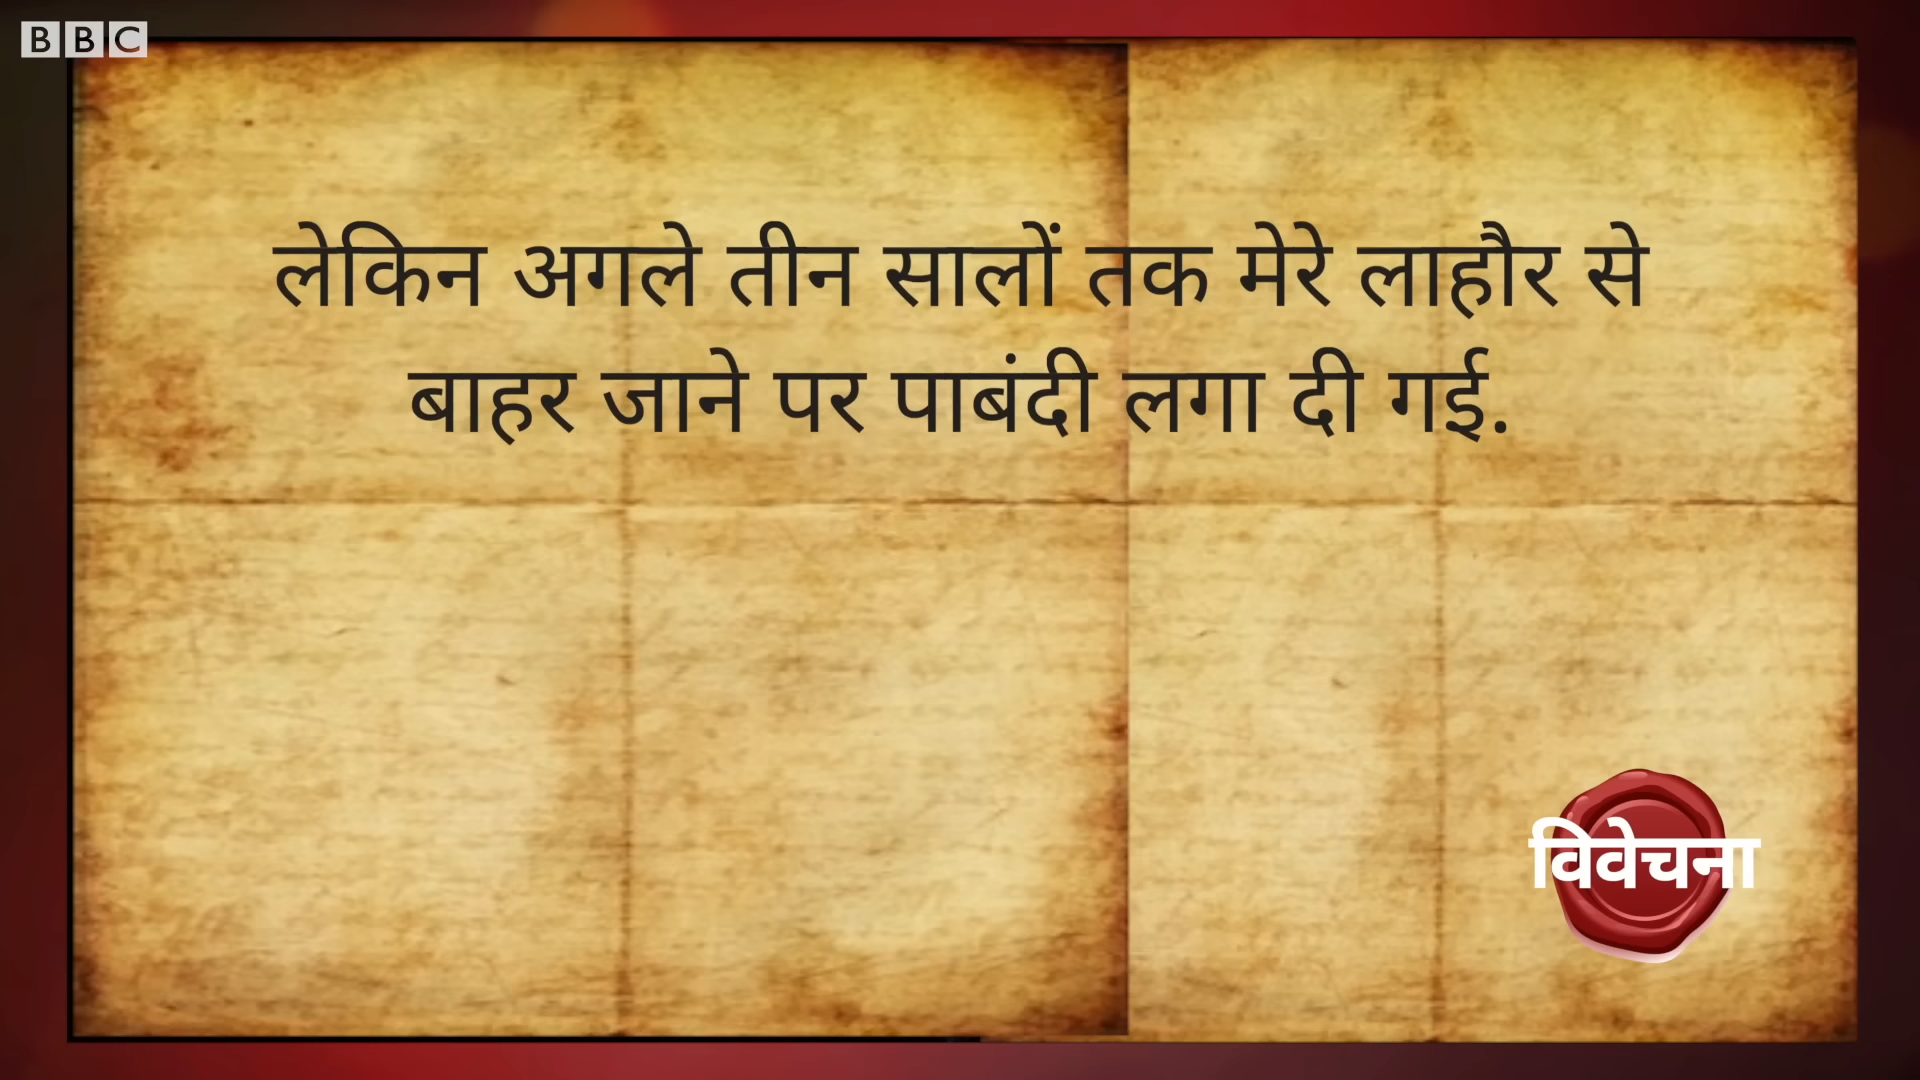 BBC
लेकिन अगले तीन सालों तक मेरे लाहौर से
बाहर जाने पर पाबंदी लगा दी गई.
विवेचना